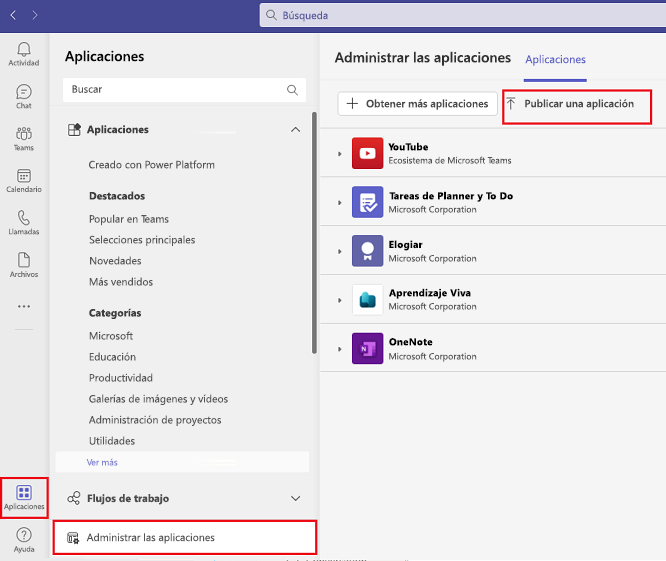 Búsqueda
Actividad
Chat
Teams
Calendario
Llamadas
Archivos
Aplicaciones
Ayuda
Aplicaciones
Buscar
Aplicaciones
Creado con Power Platform
Destacados
Popular en Teams
Selecciones principales
Novedades
Más vendidos
Categorías
Microsoft
Educación
Productividad
Galerías de imágenes y vídeos
Administración de proyectos
Utilidades
Ver más
Flujos de trabajo
Administrar las aplicaciones
Administrar las aplicaciones Aplicaciones
Obtener más aplicaciones Publicar una aplicación
YouTube
Ecosistema de Microsoft Teams
Tareas de Planner y To Do
Microsoft Corporation
Elogiar
Microsoft Corporation
Aprendizaje Viva
Microsoft Corporation
OneNote
Microsoft Corporation